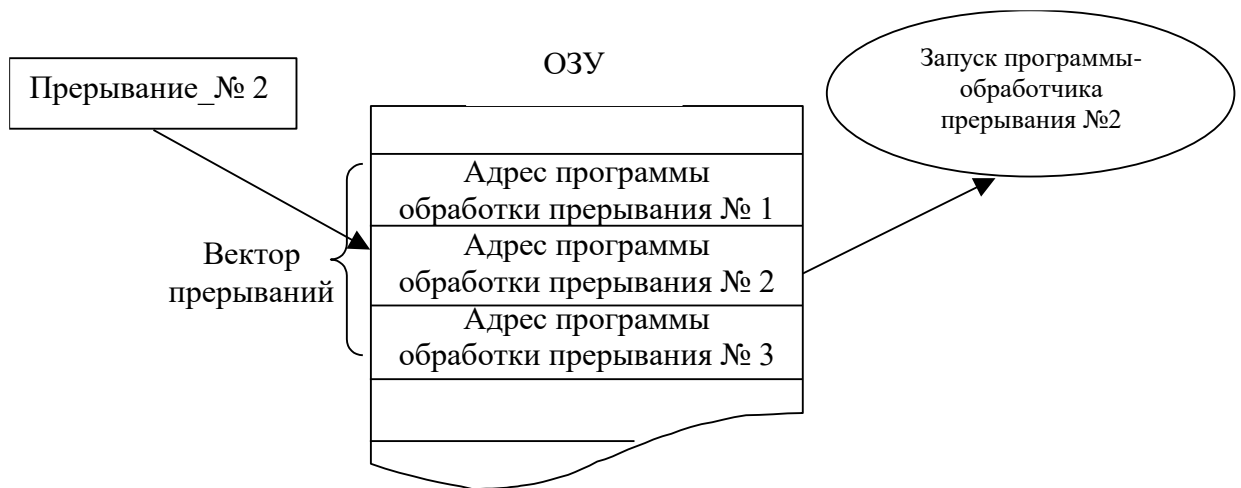 Прерывание_№ 2
ОЗУ
Запуск программы-
обработчика
прерывания №2
Адрес программы
обработки прерывания № 1
Вектор
прерываний
Адрес программы
обработки прерывания № 2
Адрес программы
обработки прерывания № 3